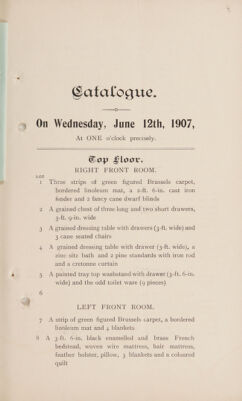 Catalogue.
On Wednesday, June 12th, 1907,
At ONE o'clock precisely.
Top Floor.
RIGHT FRONT ROOM.
LOT
1 Three strips of green figured Brussels carpet,
bordered linoleum mat, a 2-ft. 6-in. cast iron
fender and 2 fancy cane dwarf blinds
2 A grained chest of three long and two short drawers,
3-ft. 9-in. wide
3 A grained dressing table with drawers (3-ft. wide) and
3 cane seated chairs
4 A grained dressing table with drawer (3-ft. wide), a
zinc sitz bath and 2 pine standards with iron rod
and a cretonne curtain
5 A painted tray top washstand with drawer (3-ft. 6-in.
wide) and the odd toilet ware (9 pieces)
6
LEFT FRONT ROOM.
7 A strip of green figured Brussels carpet, a bordered
linoleum mat and 4 blankets
8 A 3-ft. 6-in. black enamelled and brass French
bedstead, woven wire mattress, hair mattress,
feather bolster, pillow, 3 blankets and a coloured
quilt